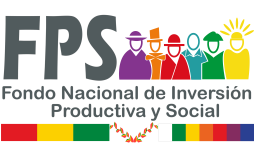 FPS
Fondo Nacional de Inversión
Productiva y Social